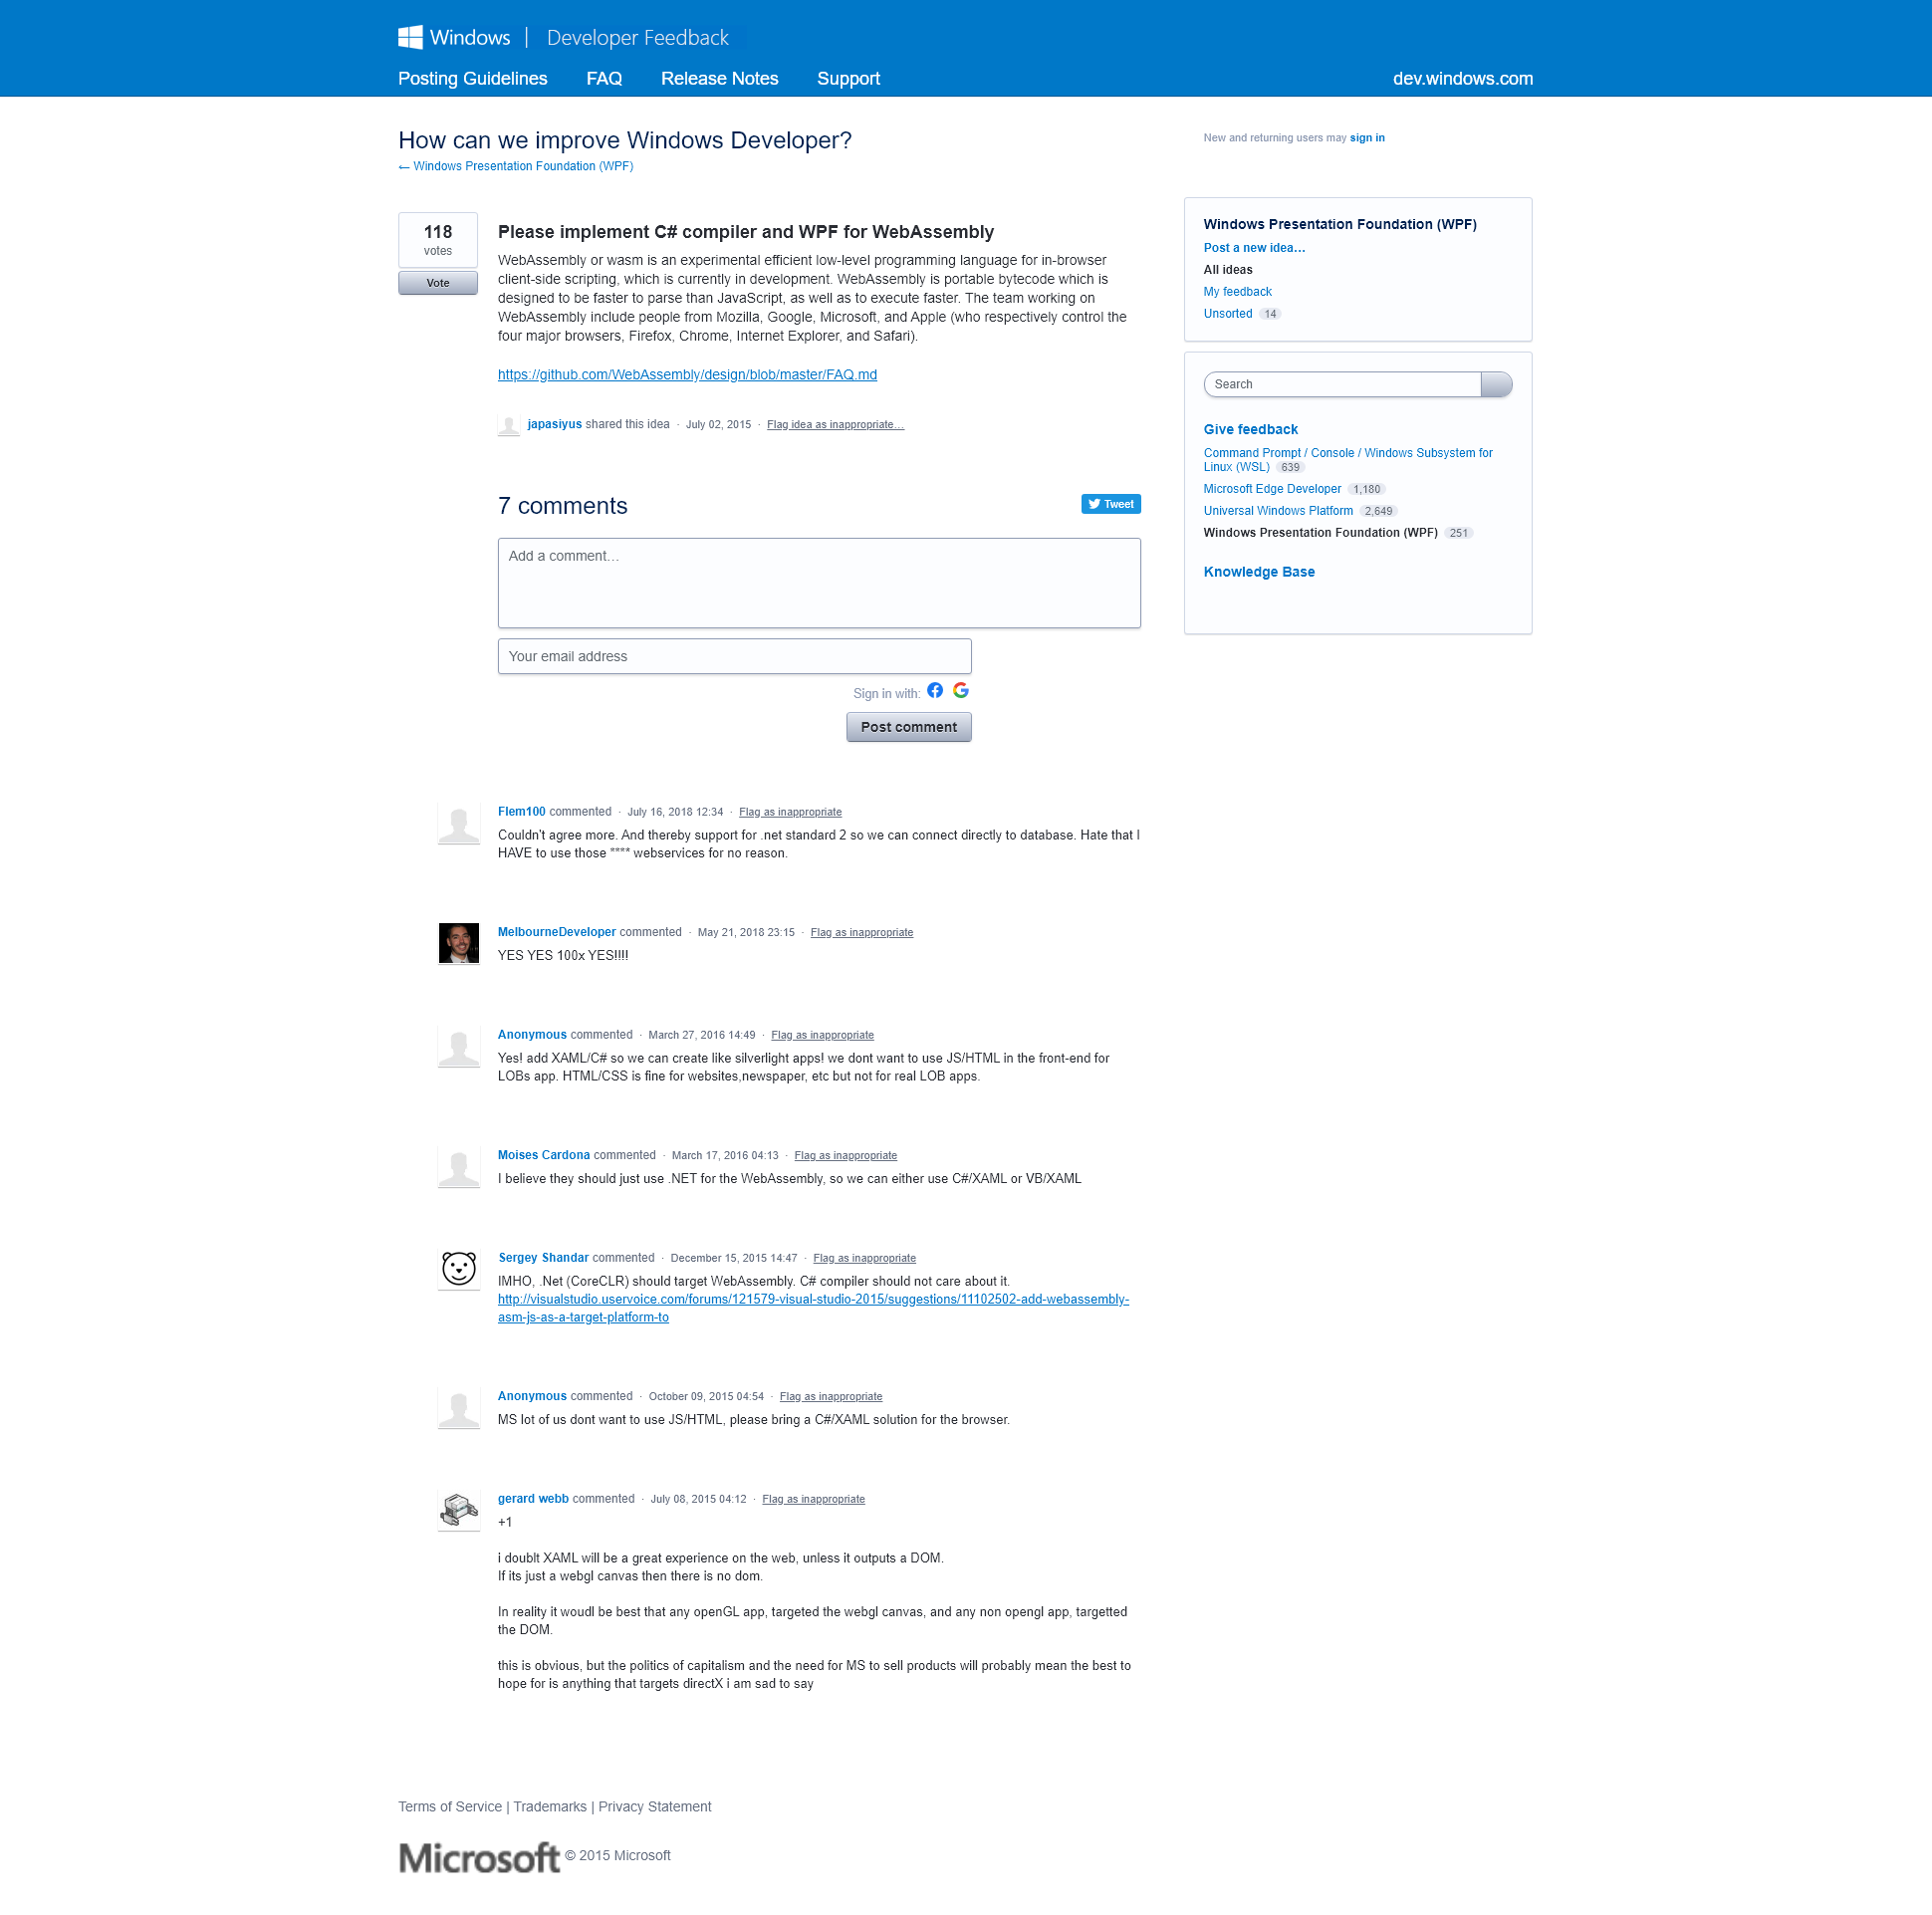 Windows | Developer Feedback
Posting Guidelines FAQ Release Notes Support dev.windows.com
How can we improve Windows Developer?
← Windows Presentation Foundation (WPF)
New and returning users may sign in
118
votes
Vote
Please implement C# compiler and WPF for WebAssembly
WebAssembly or wasm is an experimental efficient low-level programming language for in-browser
client-side scripting, which is currently in development. WebAssembly is portable bytecode which is
designed to be faster to parse than JavaScript, as well as to execute faster. The team working on
WebAssembly include people from Mozilla, Google, Microsoft, and Apple (who respectively control the
four major browsers, Firefox, Chrome, Internet Explorer, and Safari).
https://github.com/WebAssembly/design/blob/master/FAQ.md
japasiyus shared this idea · July 02, 2015 · Flag idea as inappropriate…
7 comments
Tweet
Add a comment…
Your email address
Sign in with:
Post comment
Flem100 commented · July 16, 2018 12:34 · Flag as inappropriate
Couldn't agree more. And thereby support for .net standard 2 so we can connect directly to database. Hate that I
HAVE to use those **** webservices for no reason.
MelbourneDeveloper commented · May 21, 2018 23:15 · Flag as inappropriate
YES YES 100x YES!!!!
Anonymous commented · March 27, 2016 14:49 · Flag as inappropriate
Yes! add XAML/C# so we can create like silverlight apps! we dont want to use JS/HTML in the front-end for
LOBs app. HTML/CSS is fine for websites,newspaper, etc but not for real LOB apps.
Moises Cardona commented · March 17, 2016 04:13 · Flag as inappropriate
I believe they should just use .NET for the WebAssembly, so we can either use C#/XAML or VB/XAML
Sergey Shandar commented · December 15, 2015 14:47 · Flag as inappropriate
IMHO, .Net (CoreCLR) should target WebAssembly. C# compiler should not care about it.
http://visualstudio.uservoice.com/forums/121579-visual-studio-2015/suggestions/11102502-add-webassembly-
asm-js-as-a-target-platform-to
Anonymous commented · October 09, 2015 04:54 · Flag as inappropriate
MS lot of us dont want to use JS/HTML, please bring a C#/XAML solution for the browser.
gerard webb commented · July 08, 2015 04:12 · Flag as inappropriate
+1
i doublt XAML will be a great experience on the web, unless it outputs a DOM.
If its just a webgl canvas then there is no dom.
In reality it woudl be best that any openGL app, targeted the webgl canvas, and any non opengl app, targetted
the DOM.
this is obvious, but the politics of capitalism and the need for MS to sell products will probably mean the best to
hope for is anything that targets directX i am sad to say
Windows Presentation Foundation (WPF)
Post a new idea…
All ideas
My feedback
Unsorted 14
Search
Give feedback
Command Prompt / Console / Windows Subsystem for
Linux (WSL) 639
Microsoft Edge Developer 1,180
Universal Windows Platform 2,649
Windows Presentation Foundation (WPF) 251
Knowledge Base
Terms of Service | Trademarks | Privacy Statement
Microsoft © 2015 Microsoft